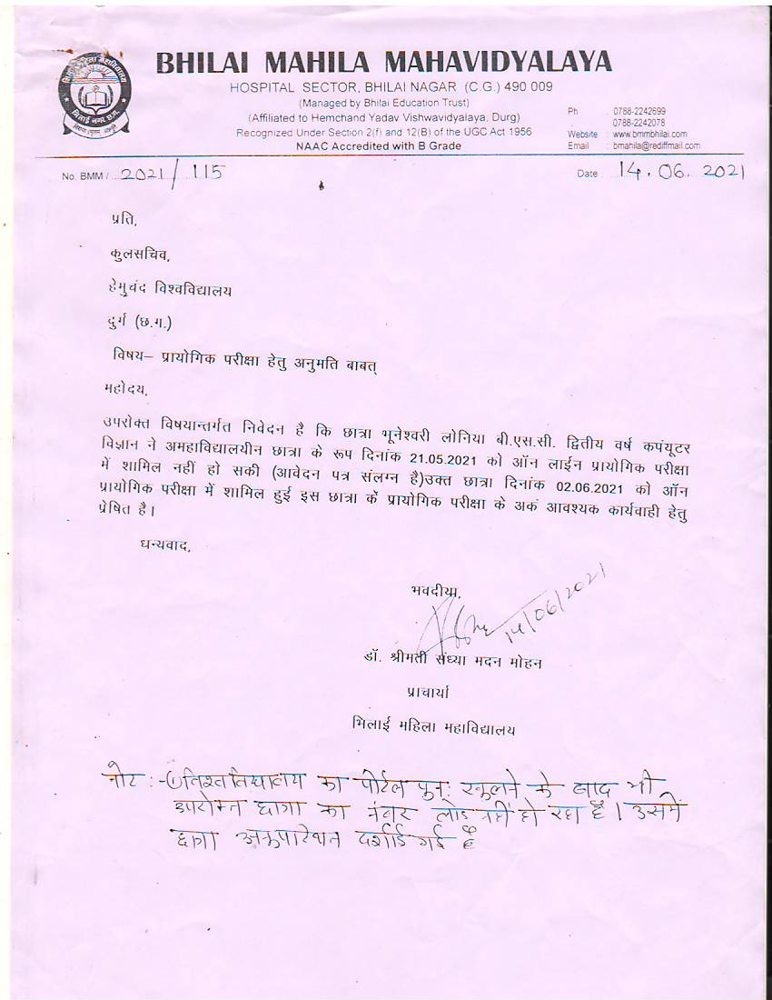 BHILAI MAHILA MAHAVIDYALAYA
HOSPITAL SECTOR, BHILAI NAGAR (C.G.) 490 009
(Managed by Bhilai Education Trust)
(Affiliated to Hemchand Yadav Vishwavidyalaya, Durg)
Recognized Under Section 2(f) and 12(B) of the UGC Act 1956
NAAC Accredited with B Grade
Ph : 0788-2242699
: 0788-2242078
Website : www.bmmbhilai.com
Email : bmahila@rediffmail.com
No. BMM / 2021/115
Date 14.06.2021
प्रति,
कुलसचिव,
हेमुचंद विश्वविद्यालय
दुर्ग (छ.ग.)
विषय– प्रायोगिक परीक्षा हेतु अनुमति बाबत्
महोदय,
उपरोक्त विषयान्तर्गत निवेदन है कि छात्रा भूनेश्वरी लोनिया बी.एस.सी. द्वितीय वर्ष कपंयूटर
विज्ञान ने अमहाविद्यालयीन छात्रा के रूप दिनांक 21.05.2021 को ऑन लाईन प्रायोगिक परीक्षा
में शामिल नहीं हो सकी (आवेदन पत्र संलग्न है)उक्त छात्रा दिनांक 02.06.2021 को ऑन
प्रायोगिक परीक्षा में शामिल हुई इस छात्रा के प्रायोगिक परीक्षा के अकं आवश्यक कार्यवाही हेतु
प्रेषित है।
धन्यवाद,
भवदीया,
14/06/2021
डॉ. श्रीमती संध्या मदन मोहन
प्राचार्या
भिलाई महिला महाविद्यालय
नोट :-① विश्वविद्यालय का पोर्टल पुन: खुलने के बाद भी
उपरोक्त छात्रा का नंबर लोड नहीं हो रहा है। उसमें
छात्रा अनुपस्थित दर्शाई गई है